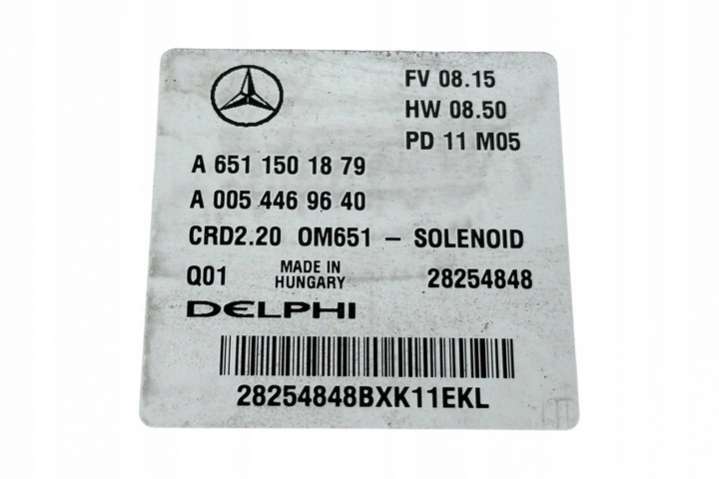 FV 08.15
HW 08.50
PD 11 M05
A 651 150 18 79
A 005 446 96 40
CRD2.20 OM651 – SOLENOID
Q01 MADE IN HUNGARY 28254848
DELPHI
28254848BXK11EKL